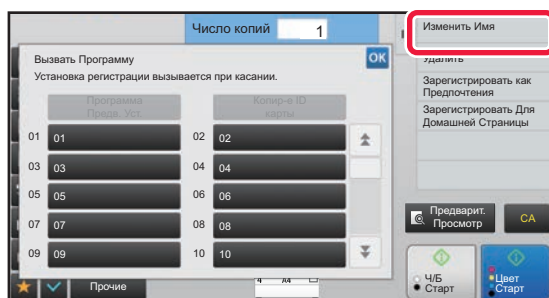 Число копий 1
Изменить Имя
Вызвать Программу
OK
Установка регистрации вызывается при касании.
Удалить
Зарегистрировать как
Предпочтения
Зарегистрировать Для
Домашней Страницы
Программа
Предв. Уст.
Копир-е ID
карты
01 01
02 02
03 03
04 04
05 05
06 06
07 07
08 08
09 09
10 10
Предварит.
Просмотр
CA
Ч/Б
Старт
Цвет
Старт
Прочие
4 A4